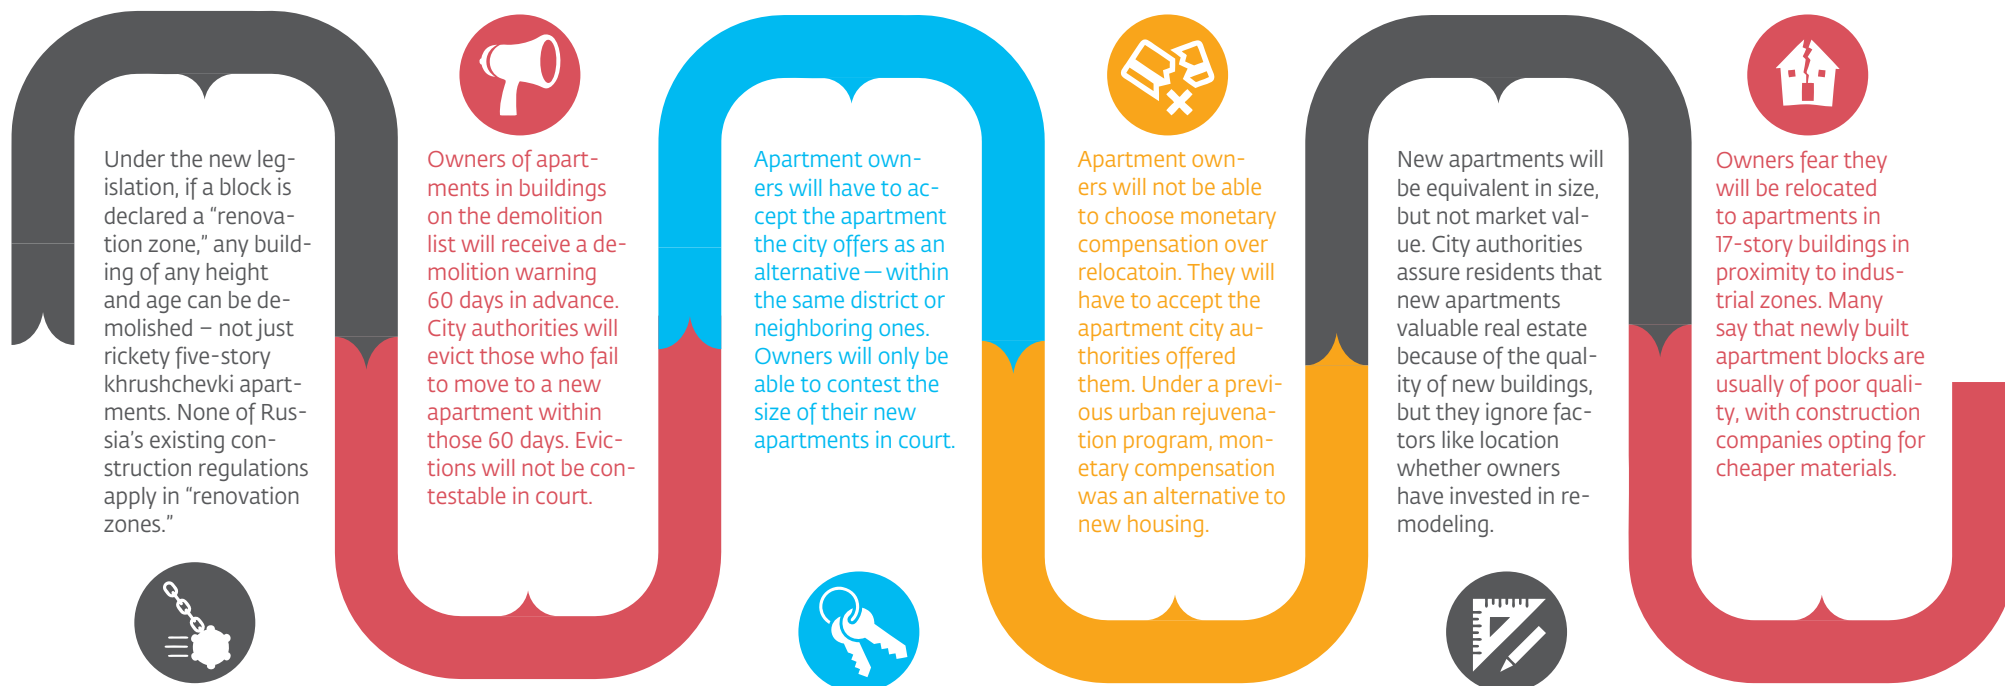 Under the new leg-
islation, if a block is
declared a “renova-
tion zone,” any build-
ing of any height
and age can be de-
molished – not just
rickety five-story
khrushchevki apart-
ments. None of Rus-
sia’s existing con-
struction regulations
apply in “renovation
zones.”
Owners of apart-
ments in buildings
on the demolition
list will receive a de-
molition warning
60 days in advance.
City authorities will
evict those who fail
to move to a new
apartment within
those 60 days. Evic-
tions will not be con-
testable in court.
Apartment own-
ers will have to ac-
cept the apartment
the city offers as an
alternative — within
the same district or
neighboring ones.
Owners will only be
able to contest the
size of their new
apartments in court.
Apartment own-
ers will not be able
to choose monetary
compensation over
relocatoin. They will
have to accept the
apartment city au-
thorities offered
them. Under a previ-
ous urban rejuvena-
tion program, mon-
etary compensation
was an alternative to
new housing.
New apartments will
be equivalent in size,
but not market val-
ue. City authorities
assure residents that
new apartments
valuable real estate
because of the qual-
ity of new buildings,
but they ignore fac-
tors like location
whether owners
have invested in re-
modeling.
Owners fear they
will be relocated
to apartments in
17-story buildings in
proximity to indus-
trial zones. Many
say that newly built
apartment blocks are
usually of poor quali-
ty, with construction
companies opting for
cheaper materials.